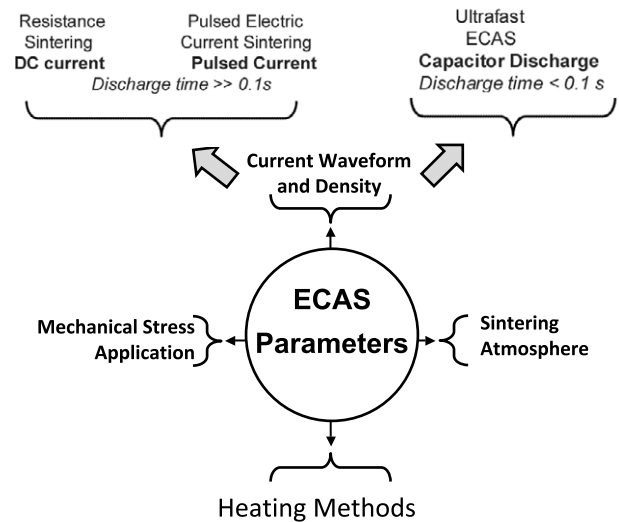 Resistance
Sintering
DC current
Pulsed Electric
Current Sintering
Pulsed Current
Discharge time >> 0.1s
Ultrafast
ECAS
Capacitor Discharge
Discharge time < 0.1 s
Current Waveform
and Density
ECAS
Parameters
Mechanical Stress
Application
Sintering
Atmosphere
Heating Methods